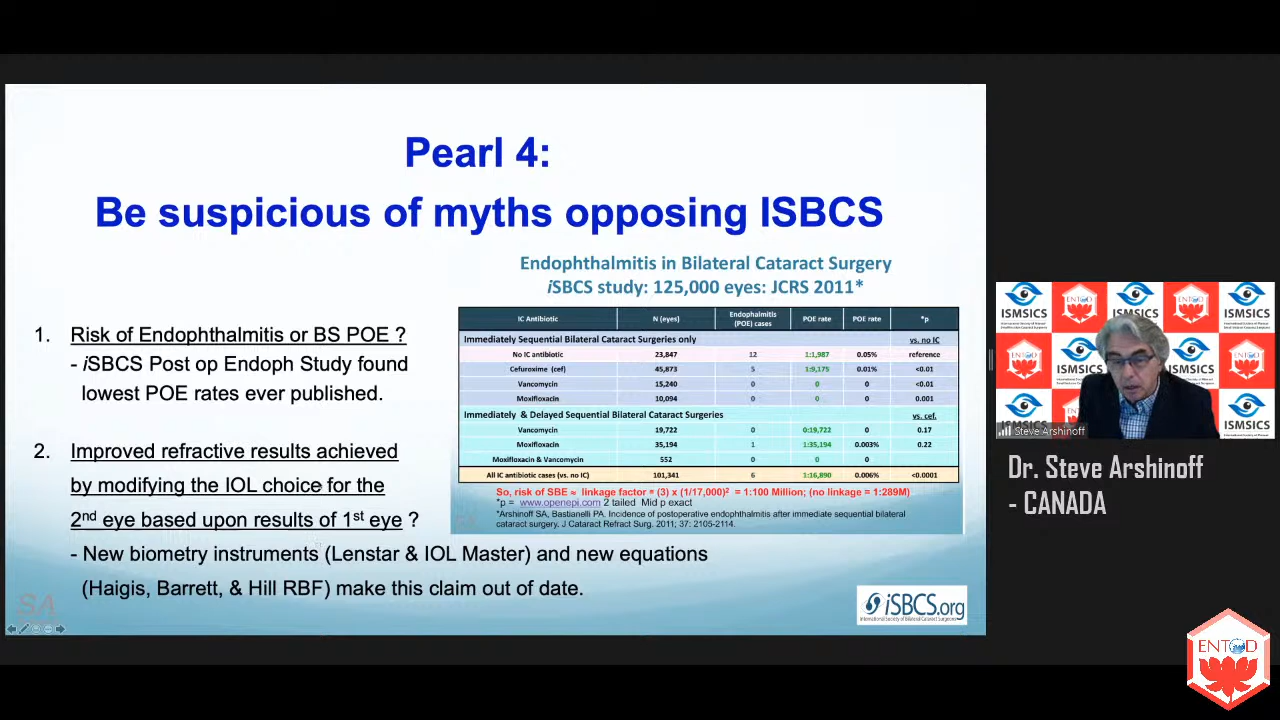 Pearl 4:
Be suspicious of myths opposing ISBCS
Endophthalmitis in Bilateral Cataract Surgery
iSBCS study: 125,000 eyes: JCRS 2011*
1. Risk of Endophthalmitis or BS POE ?
- iSBCS Post op Endoph Study found
lowest POE rates ever published.
2. Improved refractive results achieved
by modifying the IOL choice for the
2nd eye based upon results of 1st eye ?
- New biometry instruments (Lenstar & IOL Master) and new equations
(Haigis, Barrett, & Hill RBF) make this claim out of date.
IC Antibiotic N (eyes) Endophalmitis (POE) cases POE rate POE rate *p
Immediately Sequential Bilateral Cataract Surgeries only vs. no IC
No IC antibiotic 23,847 12 1:1,987 0.05% reference
Cefuroxime (cef) 45,873 5 1:9,175 0.01% <0.01
Vancomycin 15,240 0 0 0 <0.01
Moxifloxacin 10,094 0 0 0 0.001
Immediately & Delayed Sequential Bilateral Cataract Surgeries vs. cef.
Vancomycin 19,722 0 0:19,722 0 0.17
Moxifloxacin 35,194 1 1:35,194 0.003% 0.22
Moxifloxacin & Vancomycin 552 0 0 0
All IC antibiotic cases (vs. no IC) 101,341 6 1:16,890 0.006% <0.0001
So, risk of SBE ≈ linkage factor = (3) x (1/17,000)² = 1:100 Million; (no linkage = 1:289M)
*p = www.openepi.com 2 tailed Mid p exact
*Arshinoff SA, Bastianelli PA. Incidence of postoperative endophthalmitis after immediate sequential bilateral
cataract surgery. J Cataract Refract Surg. 2011; 37: 2105-2114.
SA
iSBCS.org
International Society of Bilateral Cataract Surgeons
ENTOD
ISMSICS
ISMSICS
ISMSICS
ISMSICS
ISMSICS
Steve Arshinoff
Dr. Steve Arshinoff
- CANADA
ENTOD